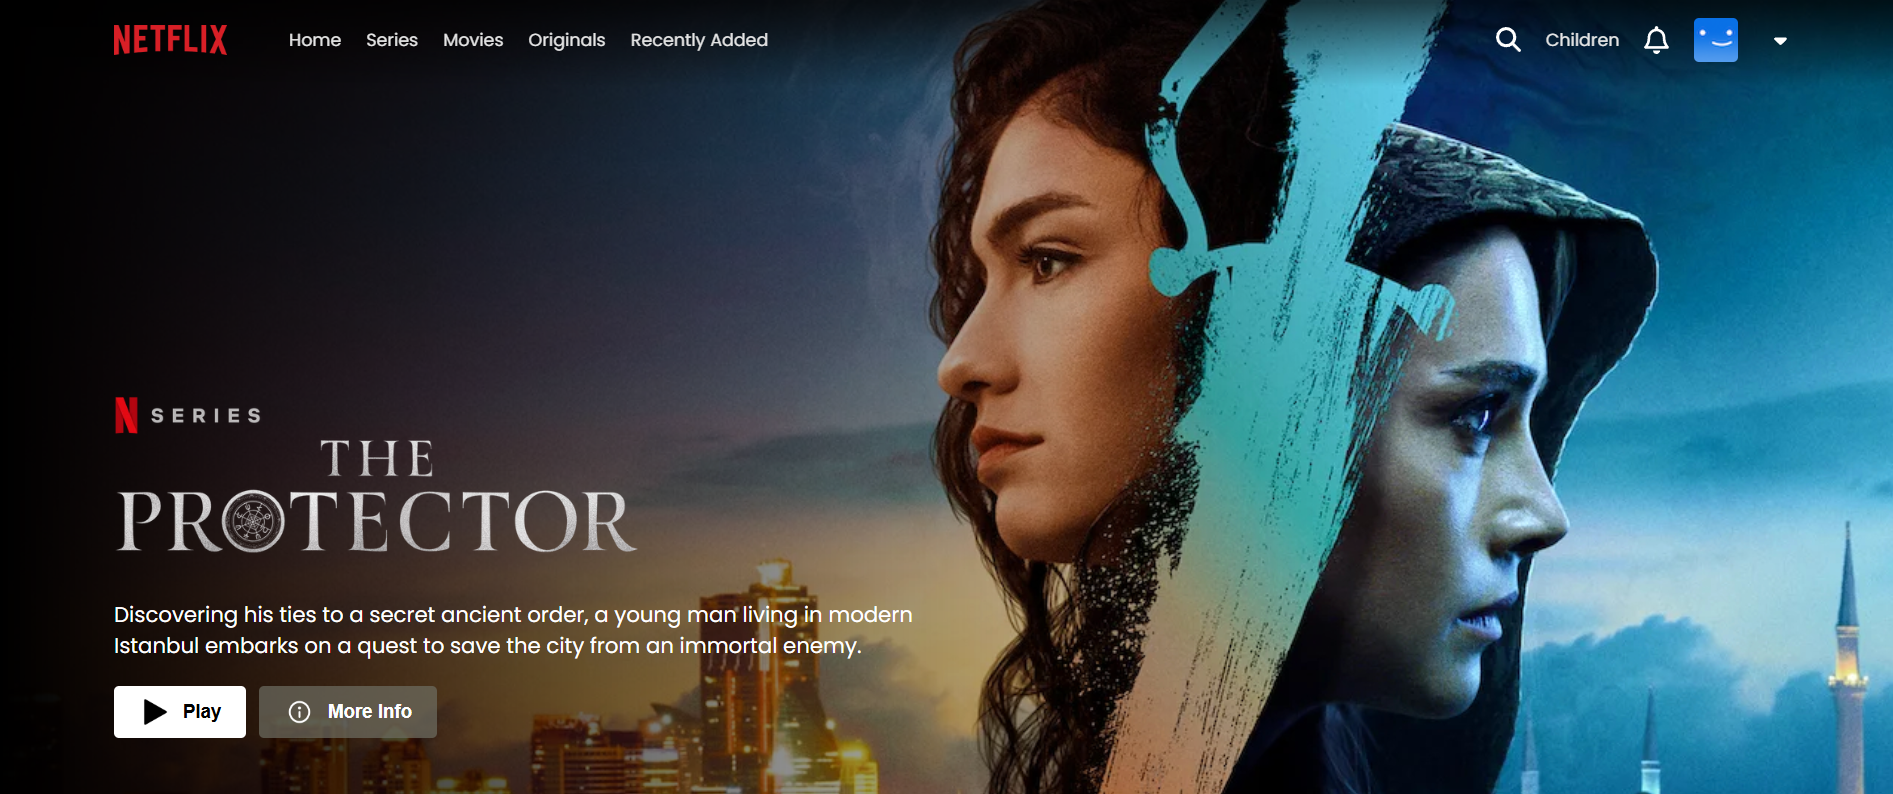 NETFLIX
Home Series Movies Originals Recently Added
Children
N SERIES
THE
PROTECTOR
Discovering his ties to a secret ancient order, a young man living in modern
Istanbul embarks on a quest to save the city from an immortal enemy.
Play
More Info